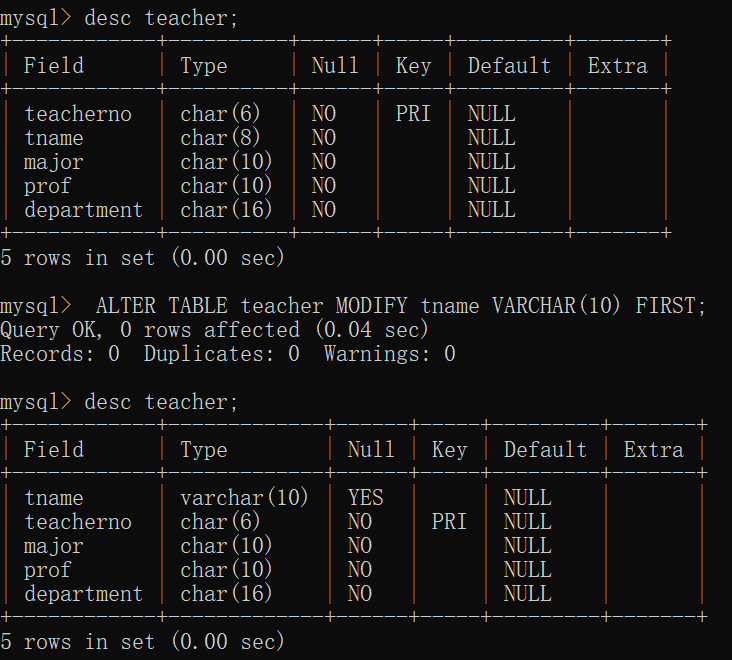 mysql> desc teacher;
+------------+----------+------+-----+---------+-------+
| Field      | Type     | Null | Key | Default | Extra |
+------------+----------+------+-----+---------+-------+
| teacherno  | char(6)  | NO   | PRI | NULL    |       |
| tname      | char(8)  | NO   |     | NULL    |       |
| major      | char(10) | NO   |     | NULL    |       |
| prof       | char(10) | NO   |     | NULL    |       |
| department | char(16) | NO   |     | NULL    |       |
+------------+----------+------+-----+---------+-------+
5 rows in set (0.00 sec)
mysql>  ALTER TABLE teacher MODIFY tname VARCHAR(10) FIRST;
Query OK, 0 rows affected (0.04 sec)
Records: 0  Duplicates: 0  Warnings: 0
mysql> desc teacher;
+------------+-------------+------+-----+---------+-------+
| Field      | Type        | Null | Key | Default | Extra |
+------------+-------------+------+-----+---------+-------+
| tname      | varchar(10) | YES  |     | NULL    |       |
| teacherno  | char(6)     | NO   | PRI | NULL    |       |
| major      | char(10)    | NO   |     | NULL    |       |
| prof       | char(10)    | NO   |     | NULL    |       |
| department | char(16)    | NO   |     | NULL    |       |
+------------+-------------+------+-----+---------+-------+
5 rows in set (0.00 sec)